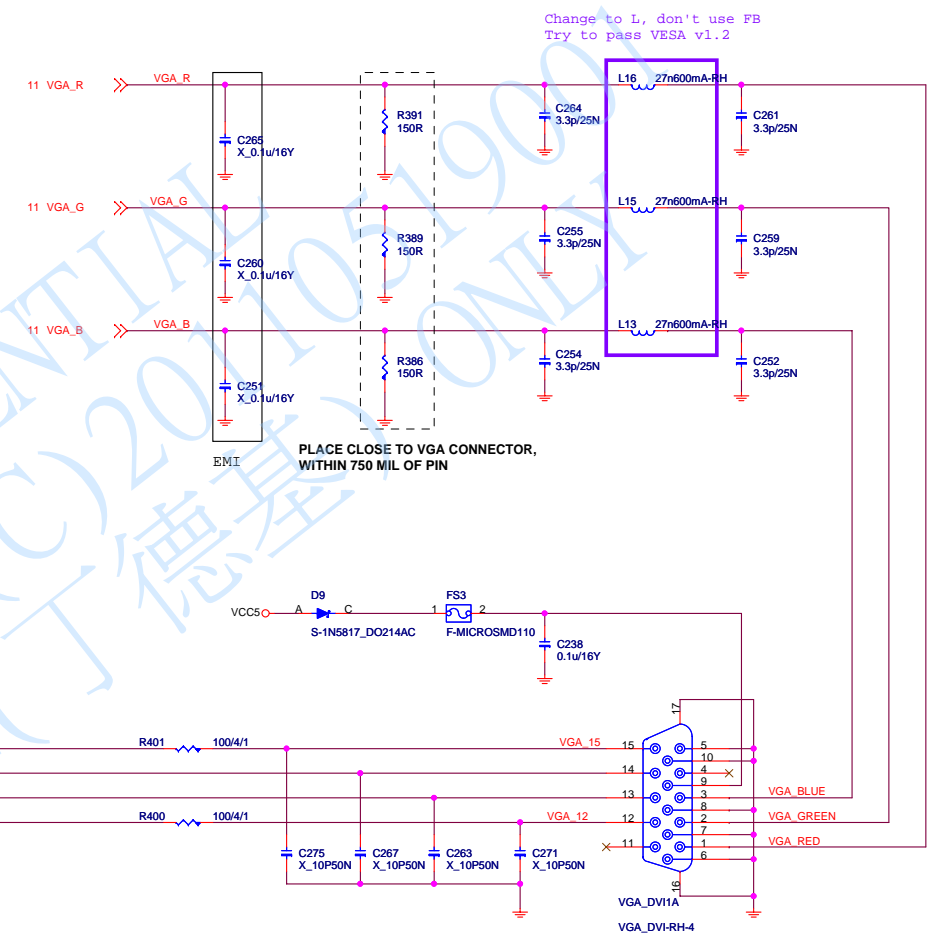 Change to L, don't use FB
Try to pass VESA v1.2
11 VGA_R
VGA_R
C265
X_0.1u/16Y
R391
150R
C264
3.3p/25N
L16 27n600mA-RH
C261
3.3p/25N
11 VGA_G
VGA_G
C260
X_0.1u/16Y
R389
150R
C255
3.3p/25N
L15 27n600mA-RH
C259
3.3p/25N
11 VGA_B
VGA_B
C251
X_0.1u/16Y
R386
150R
C254
3.3p/25N
L13 27n600mA-RH
C252
3.3p/25N
EMI
PLACE CLOSE TO VGA CONNECTOR,
WITHIN 750 MIL OF PIN
VCC5
A
D9
C
S-1N5817_DO214AC
1
FS3
2
F-MICROSMD110
C238
0.1u/16Y
R401 100/4/1
VGA_15
R400 100/4/1
VGA_12
C275
X_10P50N
C267
X_10P50N
C263
X_10P50N
C271
X_10P50N
17
15
5
10
14
4
9
13
3
VGA_BLUE
8
12
2
VGA_GREEN
7
11
1
VGA_RED
6
16
VGA_DVI1A
VGA_DVI-RH-4
NTIAL
C)20110519001
(丁德基) ONLY